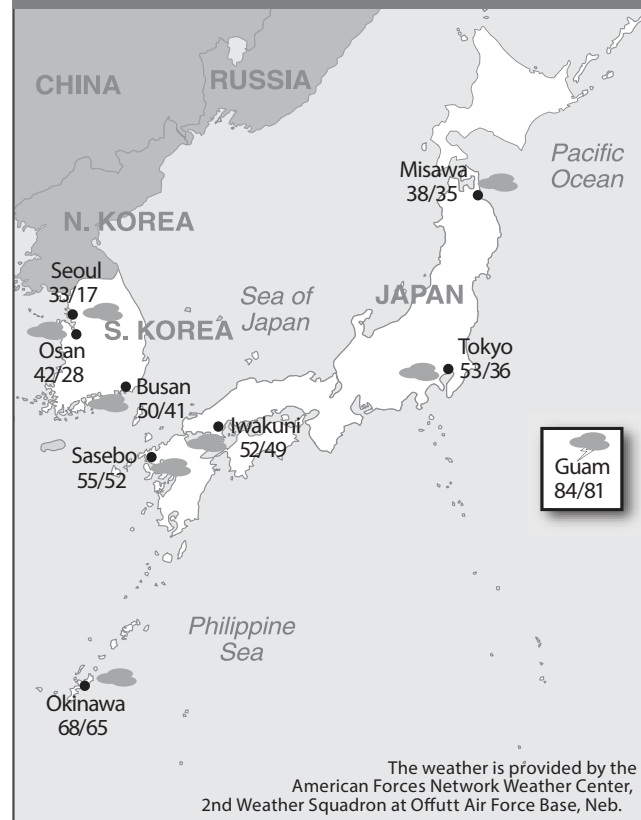 CHINA
RUSSIA
Pacific
Ocean
Misawa
38/35
N. KOREA
Seoul
33/17
Sea of
Japan
JAPAN
S. KOREA
Osan
42/28
Tokyo
53/36
Busan
50/41
Iwakuni
52/49
Sasebo
55/52
Guam
84/81
Philippine
Sea
Okinawa
68/65
The weather is provided by the
American Forces Network Weather Center,
2nd Weather Squadron at Offutt Air Force Base, Neb.